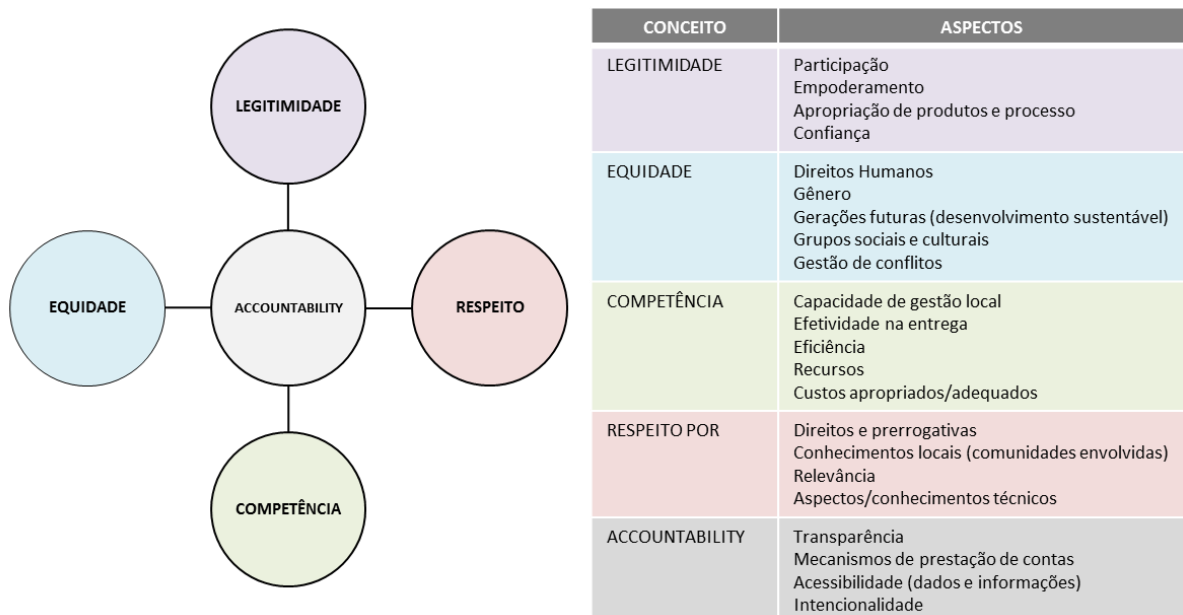 LEGITIMIDADE
EQUIDADE
ACCOUNTABILITY
RESPEITO
COMPETÊNCIA
CONCEITO ASPECTOS
LEGITIMIDADE Participação
Empoderamento
Apropriação de produtos e processo
Confiança
EQUIDADE Direitos Humanos
Gênero
Gerações futuras (desenvolvimento sustentável)
Grupos sociais e culturais
Gestão de conflitos
COMPETÊNCIA Capacidade de gestão local
Efetividade na entrega
Eficiência
Recursos
Custos apropriados/adequados
RESPEITO POR Direitos e prerrogativas
Conhecimentos locais (comunidades envolvidas)
Relevância
Aspectos/conhecimentos técnicos
ACCOUNTABILITY Transparência
Mecanismos de prestação de contas
Acessibilidade (dados e informações)
Intencionalidade